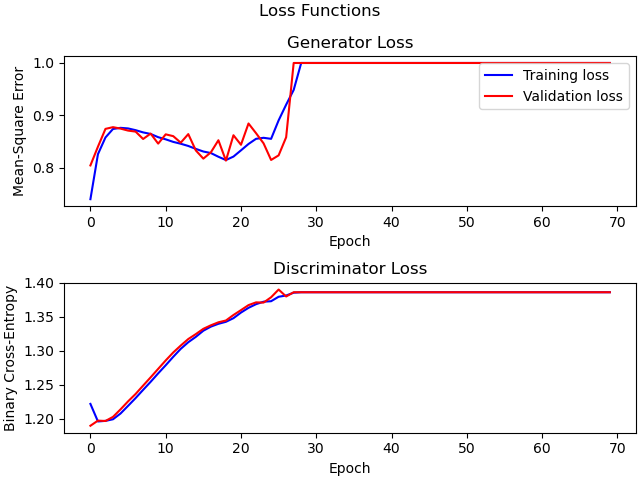 Loss Functions
Generator Loss
Mean-Square Error
1.0
0.9
0.8
Training loss
Validation loss
0 10 20 30 40 50 60 70
Epoch
Discriminator Loss
Binary Cross-Entropy
1.40
1.35
1.30
1.25
1.20
0 10 20 30 40 50 60 70
Epoch